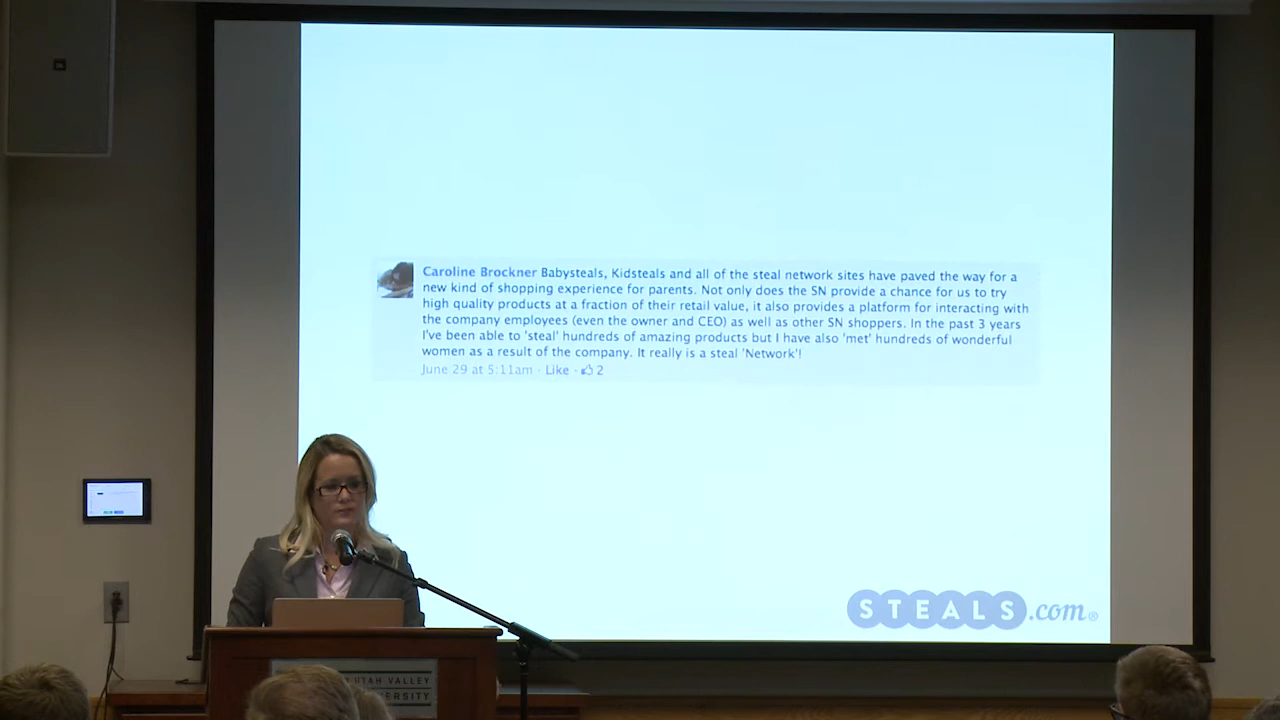 Caroline Brockner Babysteals, Kidsteals and all of the steal network sites have paved the way for a
new kind of shopping experience for parents. Not only does the SN provide a chance for us to try
high quality products at a fraction of their retail value, it also provides a platform for interacting with
the company employees (even the owner and CEO) as well as other SN shoppers. In the past 3 years
I've been able to 'steal' hundreds of amazing products but I have also 'met' hundreds of wonderful
women as a result of the company. It really is a steal 'Network'!
June 29 at 5:11am · Like · 2
STEALS.com®
UTAH VALLEY